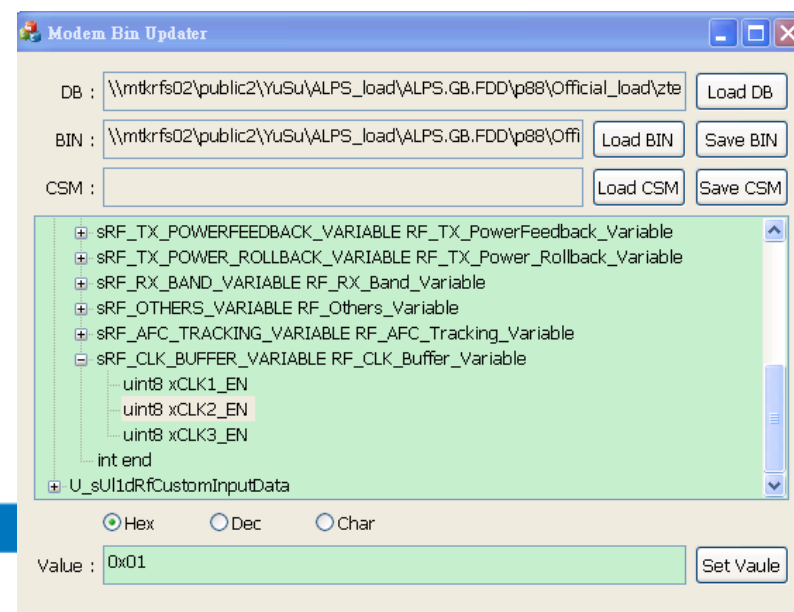 Modem Bin Updater
DB : \\mtkrfs02\public2\YuSu\ALPS_load\ALPS.GB.FDD\p88\Official_load\zte Load DB
BIN : \\mtkrfs02\public2\YuSu\ALPS_load\ALPS.GB.FDD\p88\Offi Load BIN Save BIN
CSM : Load CSM Save CSM
sRF_TX_POWERFEEDBACK_VARIABLE RF_TX_PowerFeedback_Variable
sRF_TX_POWER_ROLLBACK_VARIABLE RF_TX_Power_Rollback_Variable
sRF_RX_BAND_VARIABLE RF_RX_Band_Variable
sRF_OTHERS_VARIABLE RF_Others_Variable
sRF_AFC_TRACKING_VARIABLE RF_AFC_Tracking_Variable
sRF_CLK_BUFFER_VARIABLE RF_CLK_Buffer_Variable
uint8 xCLK1_EN
uint8 xCLK2_EN
uint8 xCLK3_EN
int end
U_sUl1dRfCustomInputData
Hex Dec Char
Value : 0x01 Set Vaule